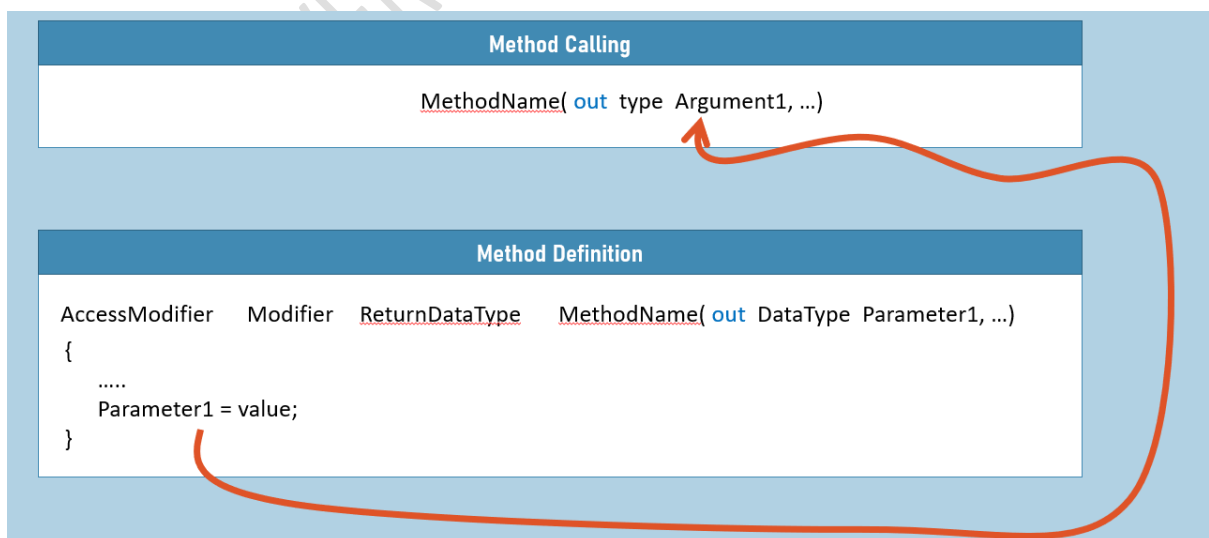 Method Calling
MethodName( out type Argument1, ...)
Method Definition
AccessModifier Modifier ReturnDataType MethodName( out DataType Parameter1, ...)
{
.....
Parameter1 = value;
}